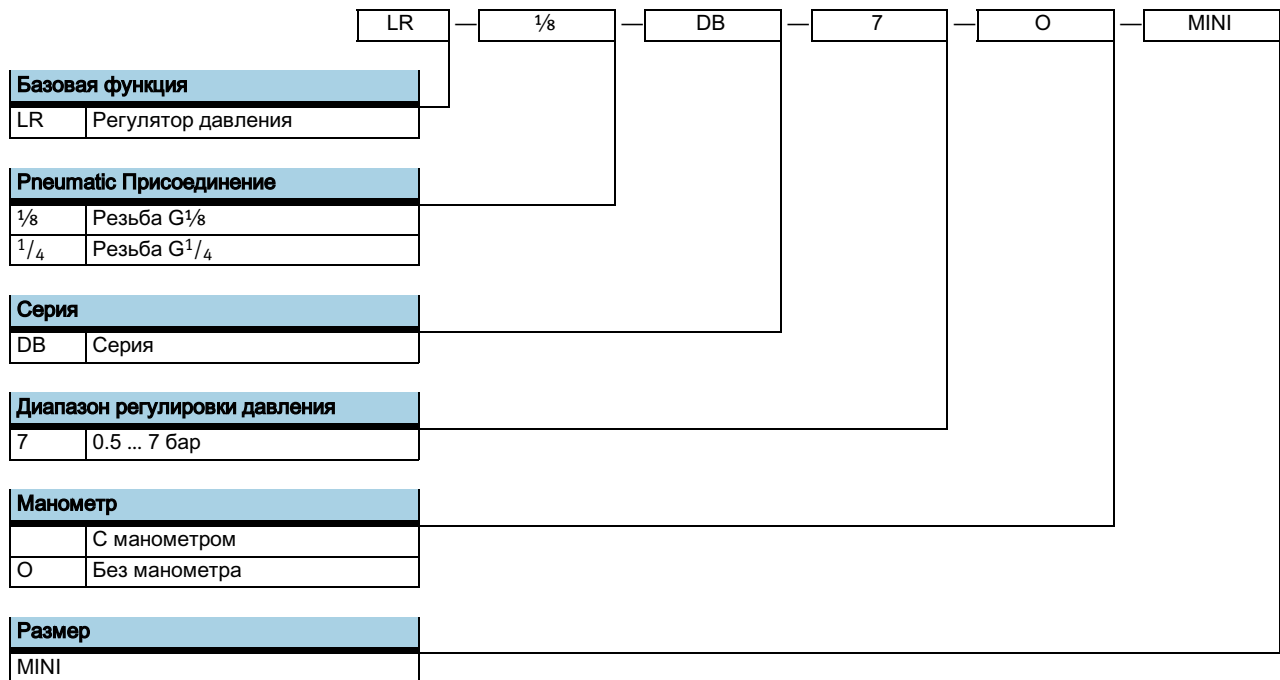 LR — ⅛ — DB — 7 — O — MINI
Базовая функция
LR Регулятор давления
Pneumatic Присоединение
⅛ Резьба G⅛
1/4 Резьба G1/4
Серия
DB Серия
Диапазон регулировки давления
7 0.5 ... 7 бар
Манометр
С манометром
O Без манометра
Размер
MINI